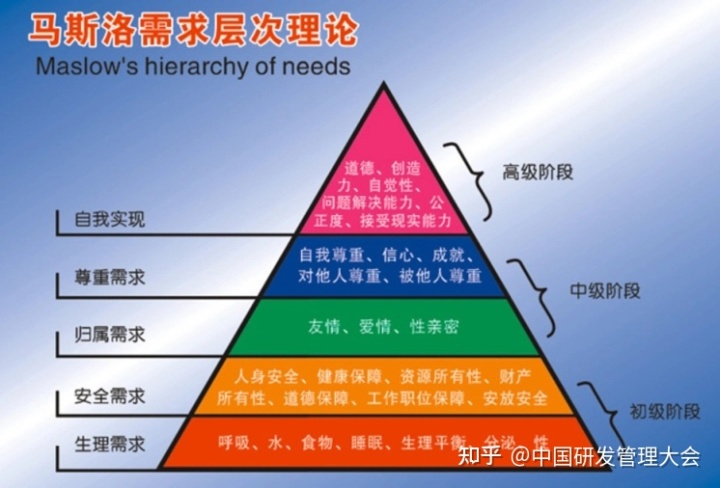 马斯洛需求层次理论
Maslow's hierarchy of needs
道德、创造
力、自觉性、
问题解决能力、公
正度、接受现实能力
高级阶段
自我实现
自我尊重、信心、成就、
对他人尊重、被他人尊重
尊重需求
中级阶段
友情、爱情、性亲密
归属需求
人身安全、健康保障、资源所有性、财产
所有性、道德保障、工作职位保障、安放安全
安全需求
初级阶段
呼吸、水、食物、睡眠、生理平衡、分泌、性
生理需求
知乎 @中国研发管理大会